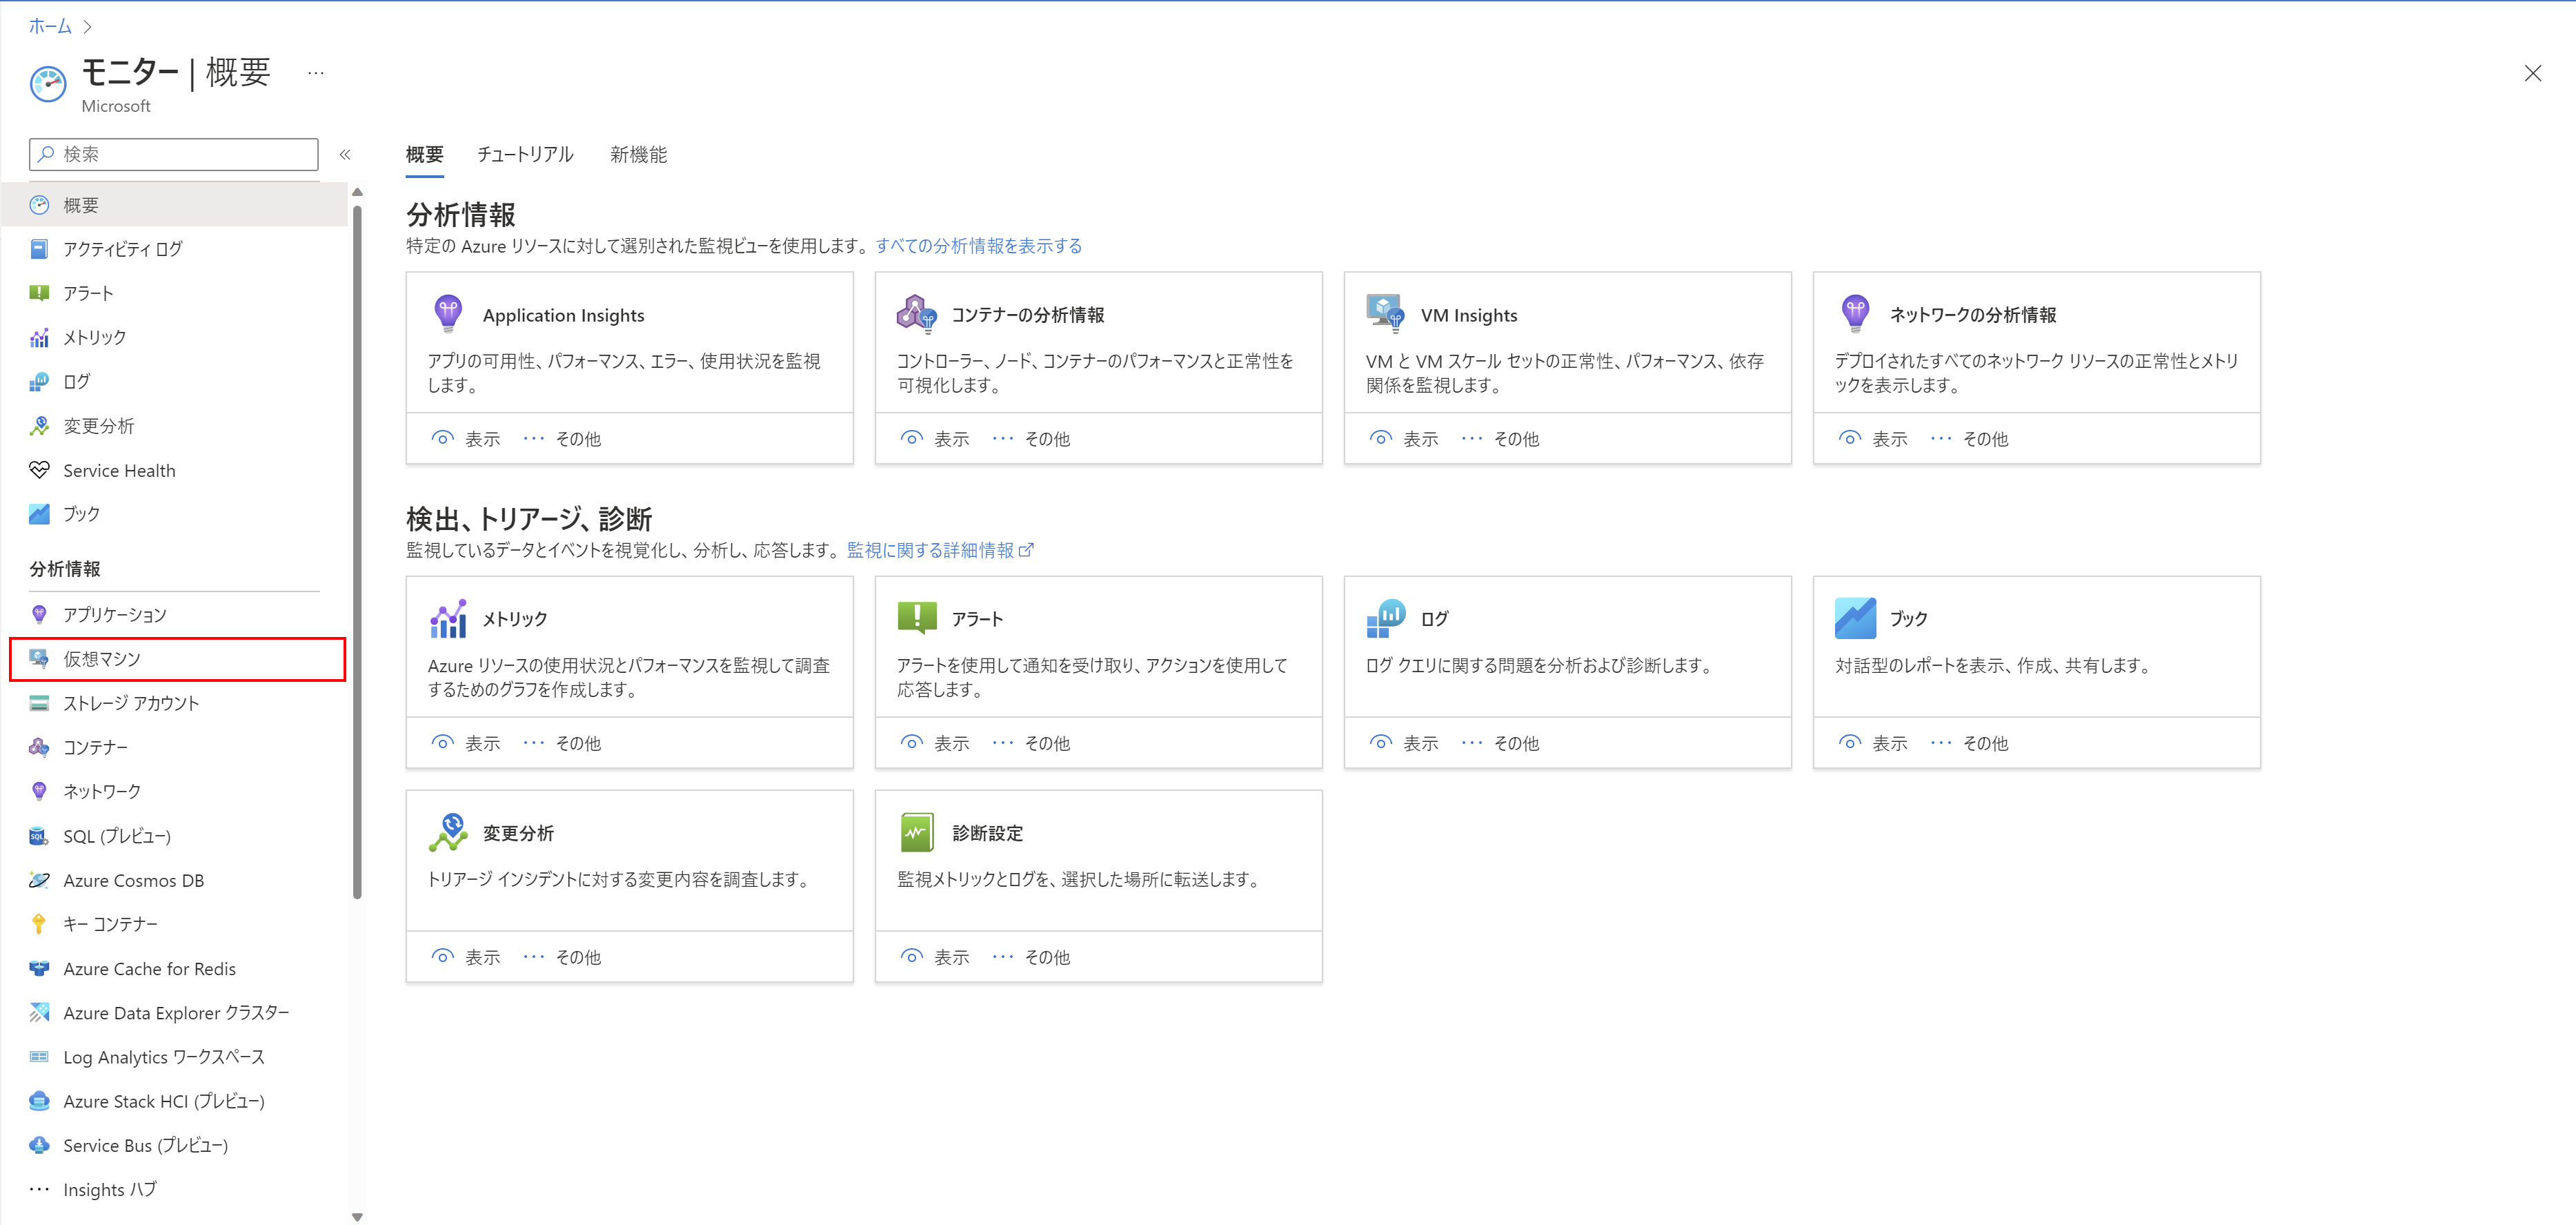 ホーム
モニター | 概要 …
Microsoft
検索
«
概要
アクティビティ ログ
アラート
メトリック
ログ
変更分析
Service Health
ブック
分析情報
アプリケーション
仮想マシン
ストレージ アカウント
コンテナー
ネットワーク
SQL (プレビュー)
Azure Cosmos DB
キー コンテナー
Azure Cache for Redis
Azure Data Explorer クラスター
Log Analytics ワークスペース
Azure Stack HCI (プレビュー)
Service Bus (プレビュー)
Insights ハブ
概要 チュートリアル 新機能
分析情報
特定の Azure リソースに対して選別された監視ビューを使用します。 すべての分析情報を表示する
Application Insights
アプリの可用性、パフォーマンス、エラー、使用状況を監視
します。
表示 … その他
コンテナーの分析情報
コントローラー、ノード、コンテナーのパフォーマンスと正常性を
可視化します。
表示 … その他
VM Insights
VM と VM スケール セットの正常性、パフォーマンス、依存
関係を監視します。
表示 … その他
ネットワークの分析情報
デプロイされたすべてのネットワーク リソースの正常性とメトリ
ックを表示します。
表示 … その他
検出、トリアージ、診断
監視しているデータとイベントを視覚化し、分析し、応答します。 監視に関する詳細情報
メトリック
Azure リソースの使用状況とパフォーマンスを監視して調査
するためのグラフを作成します。
表示 … その他
アラート
アラートを使用して通知を受け取り、アクションを使用して
応答します。
表示 … その他
ログ
ログ クエリに関する問題を分析および診断します。
表示 … その他
ブック
対話型のレポートを表示、作成、共有します。
表示 … その他
変更分析
トリアージ インシデントに対する変更内容を調査します。
表示 … その他
診断設定
監視メトリックとログを、選択した場所に転送します。
表示 … その他